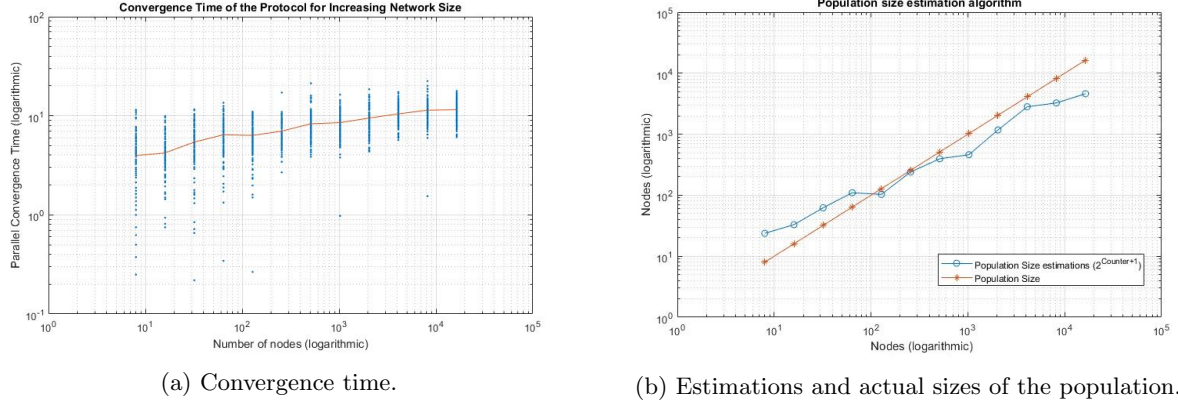 Convergence Time of the Protocol for Increasing Network Size
10^2
10^1
10^0
10^-1
Parallel Convergence Time (logarithmic)
10^0 10^1 10^2 10^3 10^4 10^5
Number of nodes (logarithmic)
(a) Convergence time.
Population size estimation algorithm
10^5
10^4
10^3
10^2
10^1
10^0
Nodes (logarithmic)
Population Size estimations (2^Counter+1)
Population Size
10^0 10^1 10^2 10^3 10^4 10^5
Nodes (logarithmic)
(b) Estimations and actual sizes of the population.